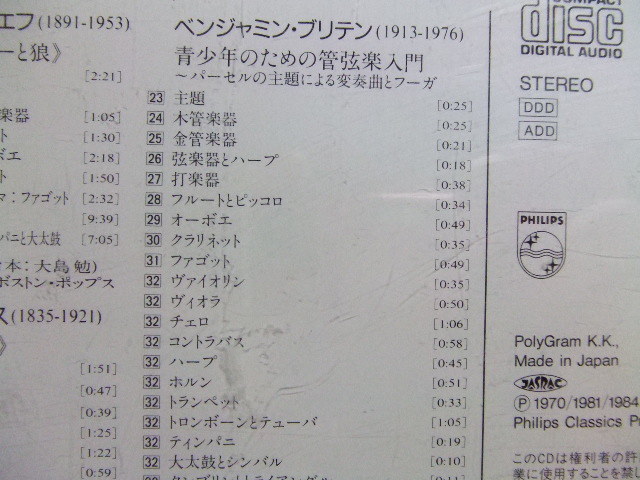 エフ (1891-1953)
ーと狼》
[2:21]
楽器 [1:05]
ト [1:30]
ボエ [2:18]
ット [1:50]
マ：ファゴット [2:32]
[9:39]
パニと大太鼓 [7:05]
本：大島 勉)
ボストン・ポップス
ス(1835-1921)
》
[1:51]
[0:47]
[0:39]
[1:25]
[1:22]
[0:59]
ベンジャミン・ブリテン (1913-1976)
青少年のための管弦楽入門
～パーセルの主題による変奏曲とフーガ
23 主題 [0:25]
24 木管楽器 [0:25]
25 金管楽器 [0:21]
26 弦楽器とハープ [0:18]
27 打楽器 [0:38]
28 フルートとピッコロ [0:34]
29 オーボエ [0:49]
30 クラリネット [0:35]
31 ファゴット [0:49]
32 ヴァイオリン [0:35]
32 ヴィオラ [0:50]
32 チェロ [1:06]
32 コントラバス [0:58]
32 ハープ [0:45]
32 ホルン [0:51]
32 トランペット [0:33]
32 トロンボーンとテューバ [1:05]
32 ティンパニ [0:19]
32 大太鼓とシンバル [0:10]
COMPACT
disc
DIGITAL AUDIO
STEREO
DDD
ADD
PHILIPS
PolyGram K.K.,
Made in Japan
JASRAC
Ⓟ 1970/1981/1984
Philips Classics
このCDは権利者の許
業に使用することを禁